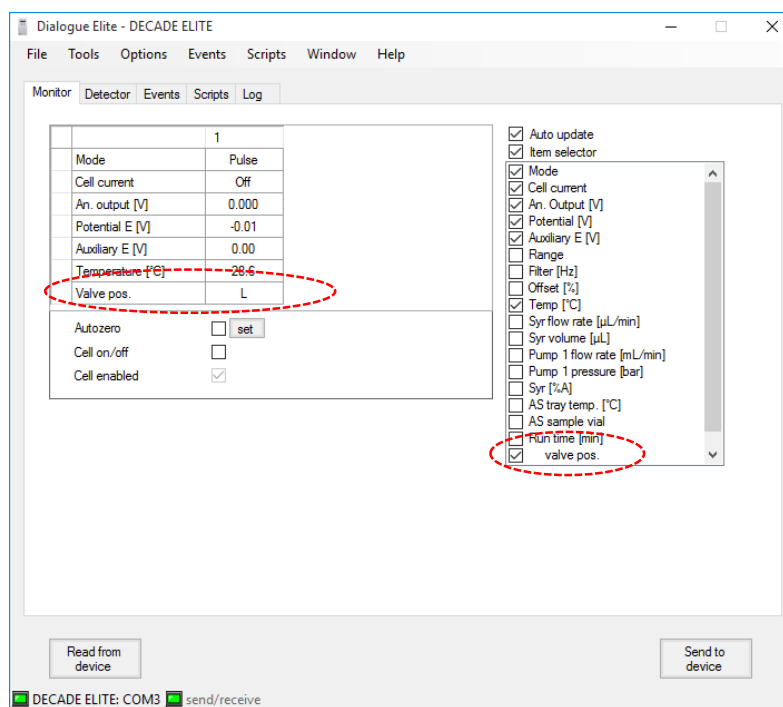 Dialogue Elite - DECADE ELITE
File Tools Options Events Scripts Window Help
Monitor Detector Events Scripts Log
1
Mode Pulse
Cell current Off
An. output [V] 0.000
Potential E [V] -0.01
Auxiliary E [V] 0.00
Temperature [°C] 28.6
Valve pos. L
Autozero set
Cell on/off
Cell enabled
Auto update
Item selector
Mode
Cell current
An. Output [V]
Potential [V]
Auxiliary E [V]
Range
Filter [Hz]
Offset [%]
Temp [°C]
Syr flow rate [µL/min]
Syr volume [µL]
Pump 1 flow rate [mL/min]
Pump 1 pressure [bar]
Syr [%A]
AS tray temp. [°C]
AS sample vial
Run time [min]
valve pos.
Read from
device
Send to
device
DECADE ELITE: COM3 send/receive